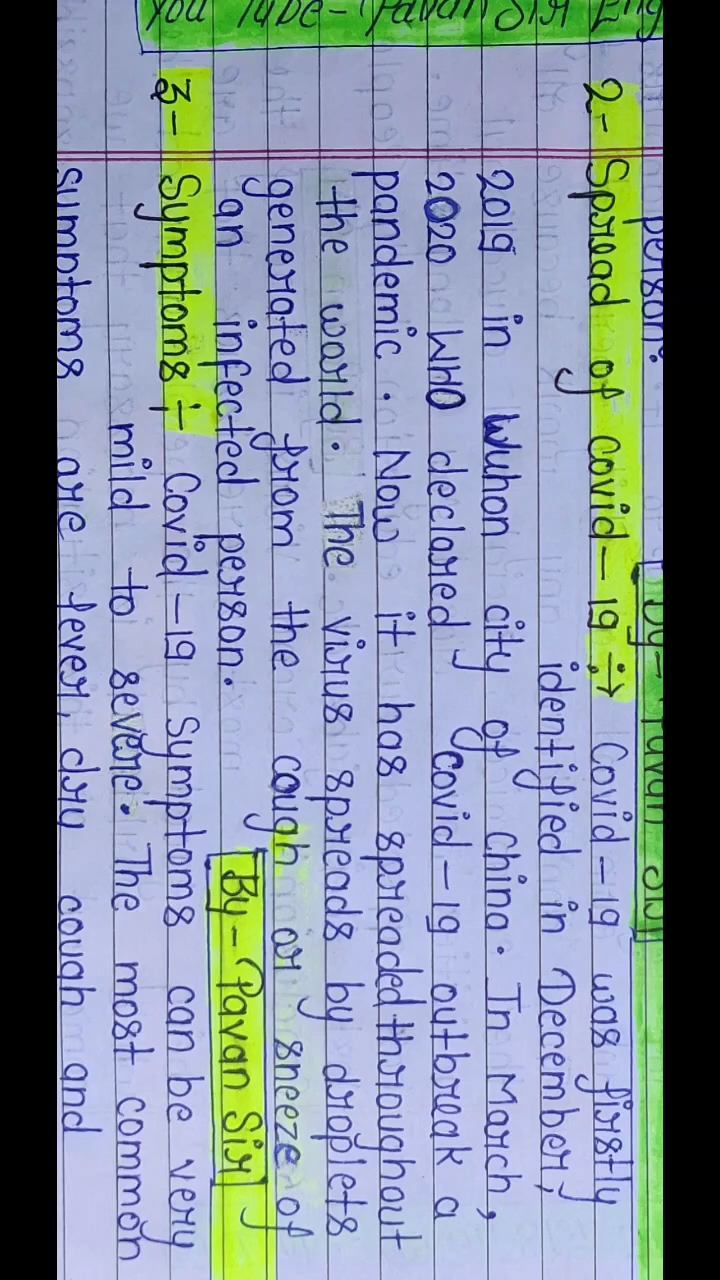 You Tube - Pavan Sir Eng
By - Pavan Sir
person.
2- Spread of covid-19 ÷→ Covid-19 was firstly
identified in December,
2019 in Wuhon city of China. In March,
2020 WHO declared covid-19 outbreak a
pandemic. Now it has spreaded throughout
the world. The virus spreads by droplets
generated from the cough or sneeze of
an infected person.
By- Pavan Sir
3- Symptoms ÷ Covid-19 Symptoms can be very
mild to severe. The most common
sumptoms are fever, dry cough and